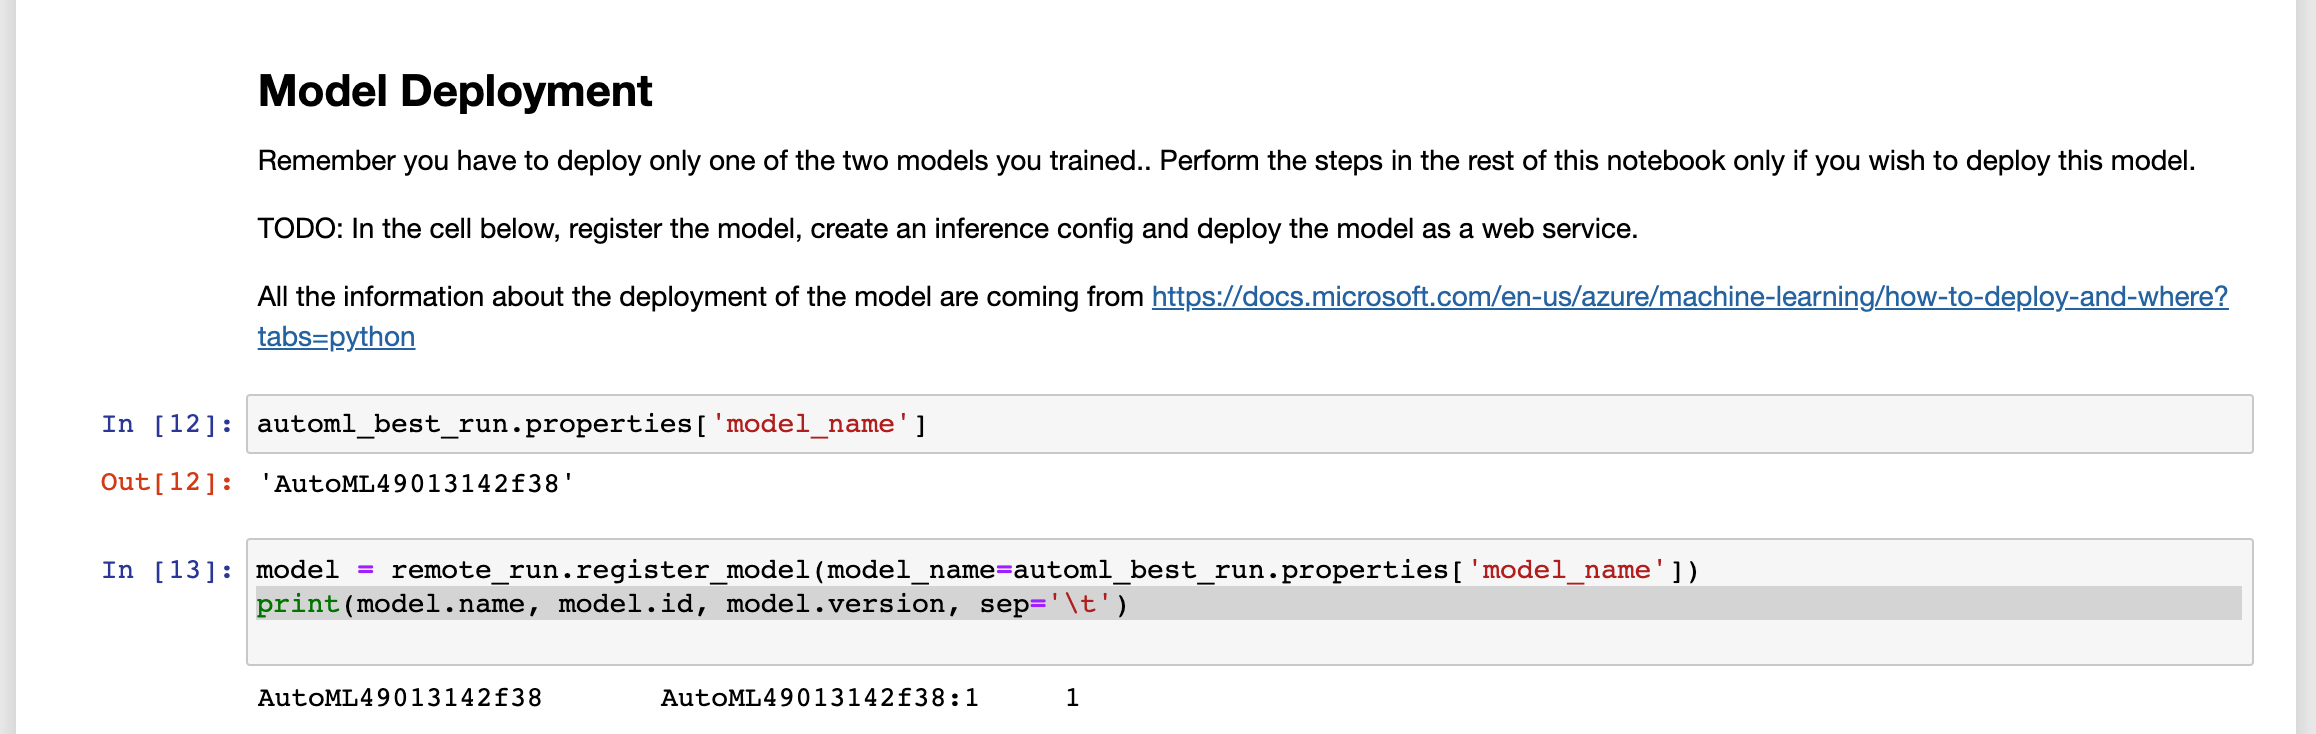 Model Deployment
Remember you have to deploy only one of the two models you trained.. Perform the steps in the rest of this notebook only if you wish to deploy this model.
TODO: In the cell below, register the model, create an inference config and deploy the model as a web service.
All the information about the deployment of the model are coming from https://docs.microsoft.com/en-us/azure/machine-learning/how-to-deploy-and-where?
tabs=python
In [12]: automl_best_run.properties['model_name']
Out[12]: 'AutoML49013142f38'
In [13]: model = remote_run.register_model(model_name=automl_best_run.properties['model_name'])
print(model.name, model.id, model.version, sep='\t')
AutoML49013142f38 AutoML49013142f38:1 1